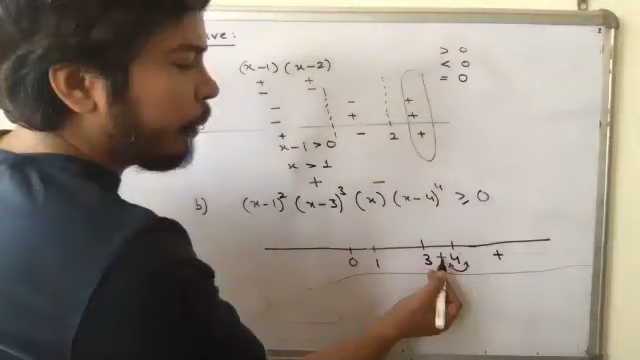 ve:
(x-1) (x-2)
> 0
< 0
= 0
+ +
- -
- - +
- + +
+ - 2 +
x-1 > 0
x > 1
+ -
b) (x-1)² (x-3)³ (x) (x-4)⁴ ≥ 0
0 1 3 + 4 +